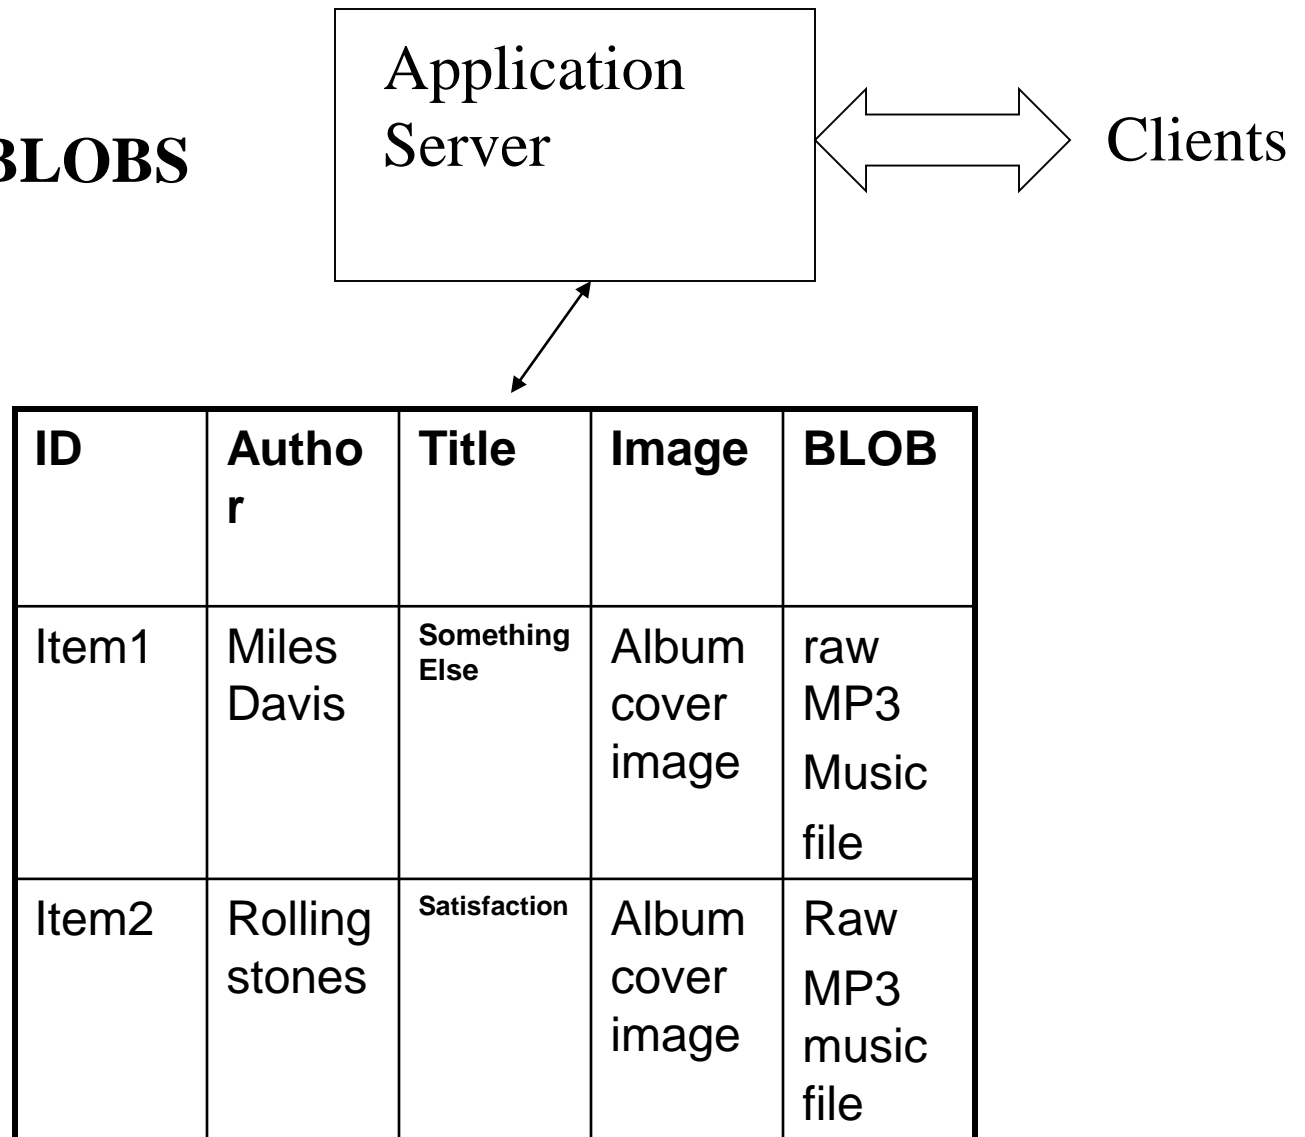 Application
Server
BLOBS
Clients
ID
Autho
r
Title
Image
BLOB
Item1
Miles
Davis
Something
Else
Album
cover
image
raw
MP3
Music
file
Item2
Rolling
stones
Satisfaction
Album
cover
image
Raw
MP3
music
file